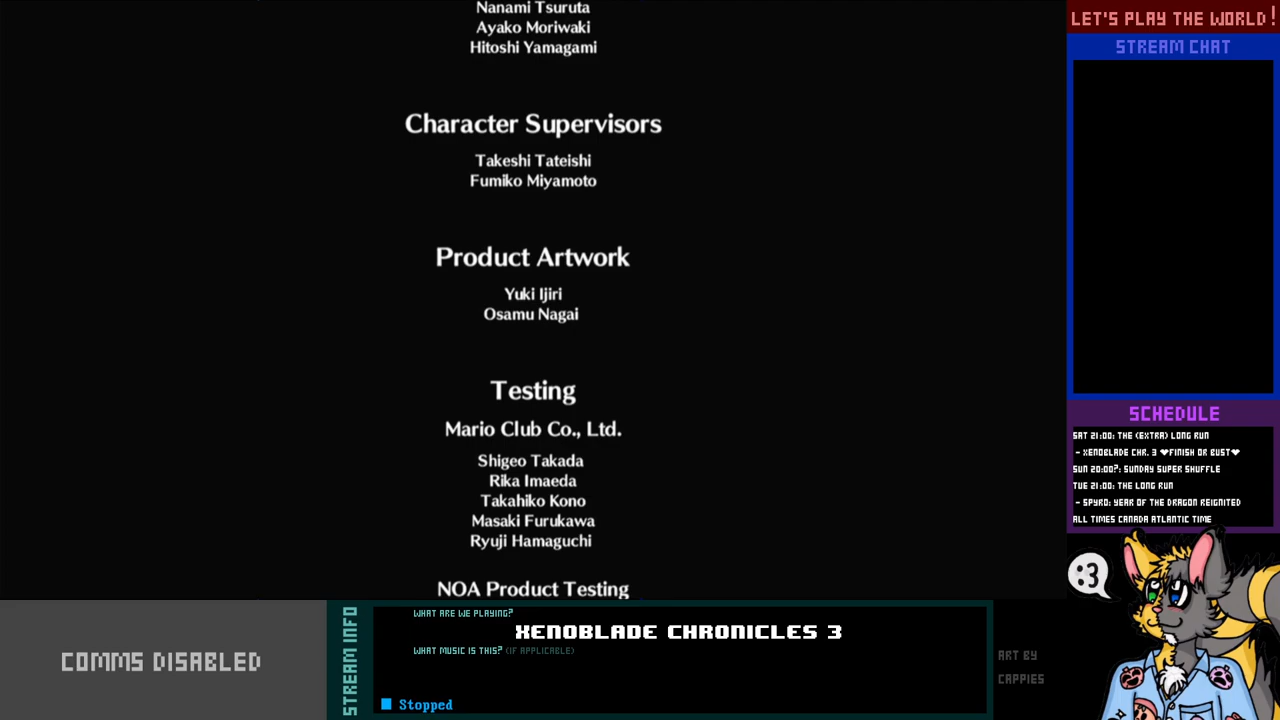 Nanami Tsuruta
Ayako Moriwaki
Hitoshi Yamagami
Character Supervisors
Takeshi Tateishi
Fumiko Miyamoto
Product Artwork
Yuki Ijiri
Osamu Nagai
Testing
Mario Club Co., Ltd.
Shigeo Takada
Rika Imaeda
Takahiko Kono
Masaki Furukawa
Ryuji Hamaguchi
NOA Product Testing
LET'S PLAY THE WORLD!
STREAM CHAT
SCHEDULE
SAT 21:00: THE (EXTRA) LONG RUN
- XENOBLADE CHR. 3 ♥FINISH OR BUST♥
SUN 20:00?: SUNDAY SUPER SHUFFLE
TUE 21:00: THE LONG RUN
- SPYRO: YEAR OF THE DRAGON REIGNITED
ALL TIMES CANADA ATLANTIC TIME
:3
COMMS DISABLED
STREAM INFO
WHAT ARE WE PLAYING?
XENOBLADE CHRONICLES 3
WHAT MUSIC IS THIS? (IF APPLICABLE)
Stopped
ART BY
CAPPIES